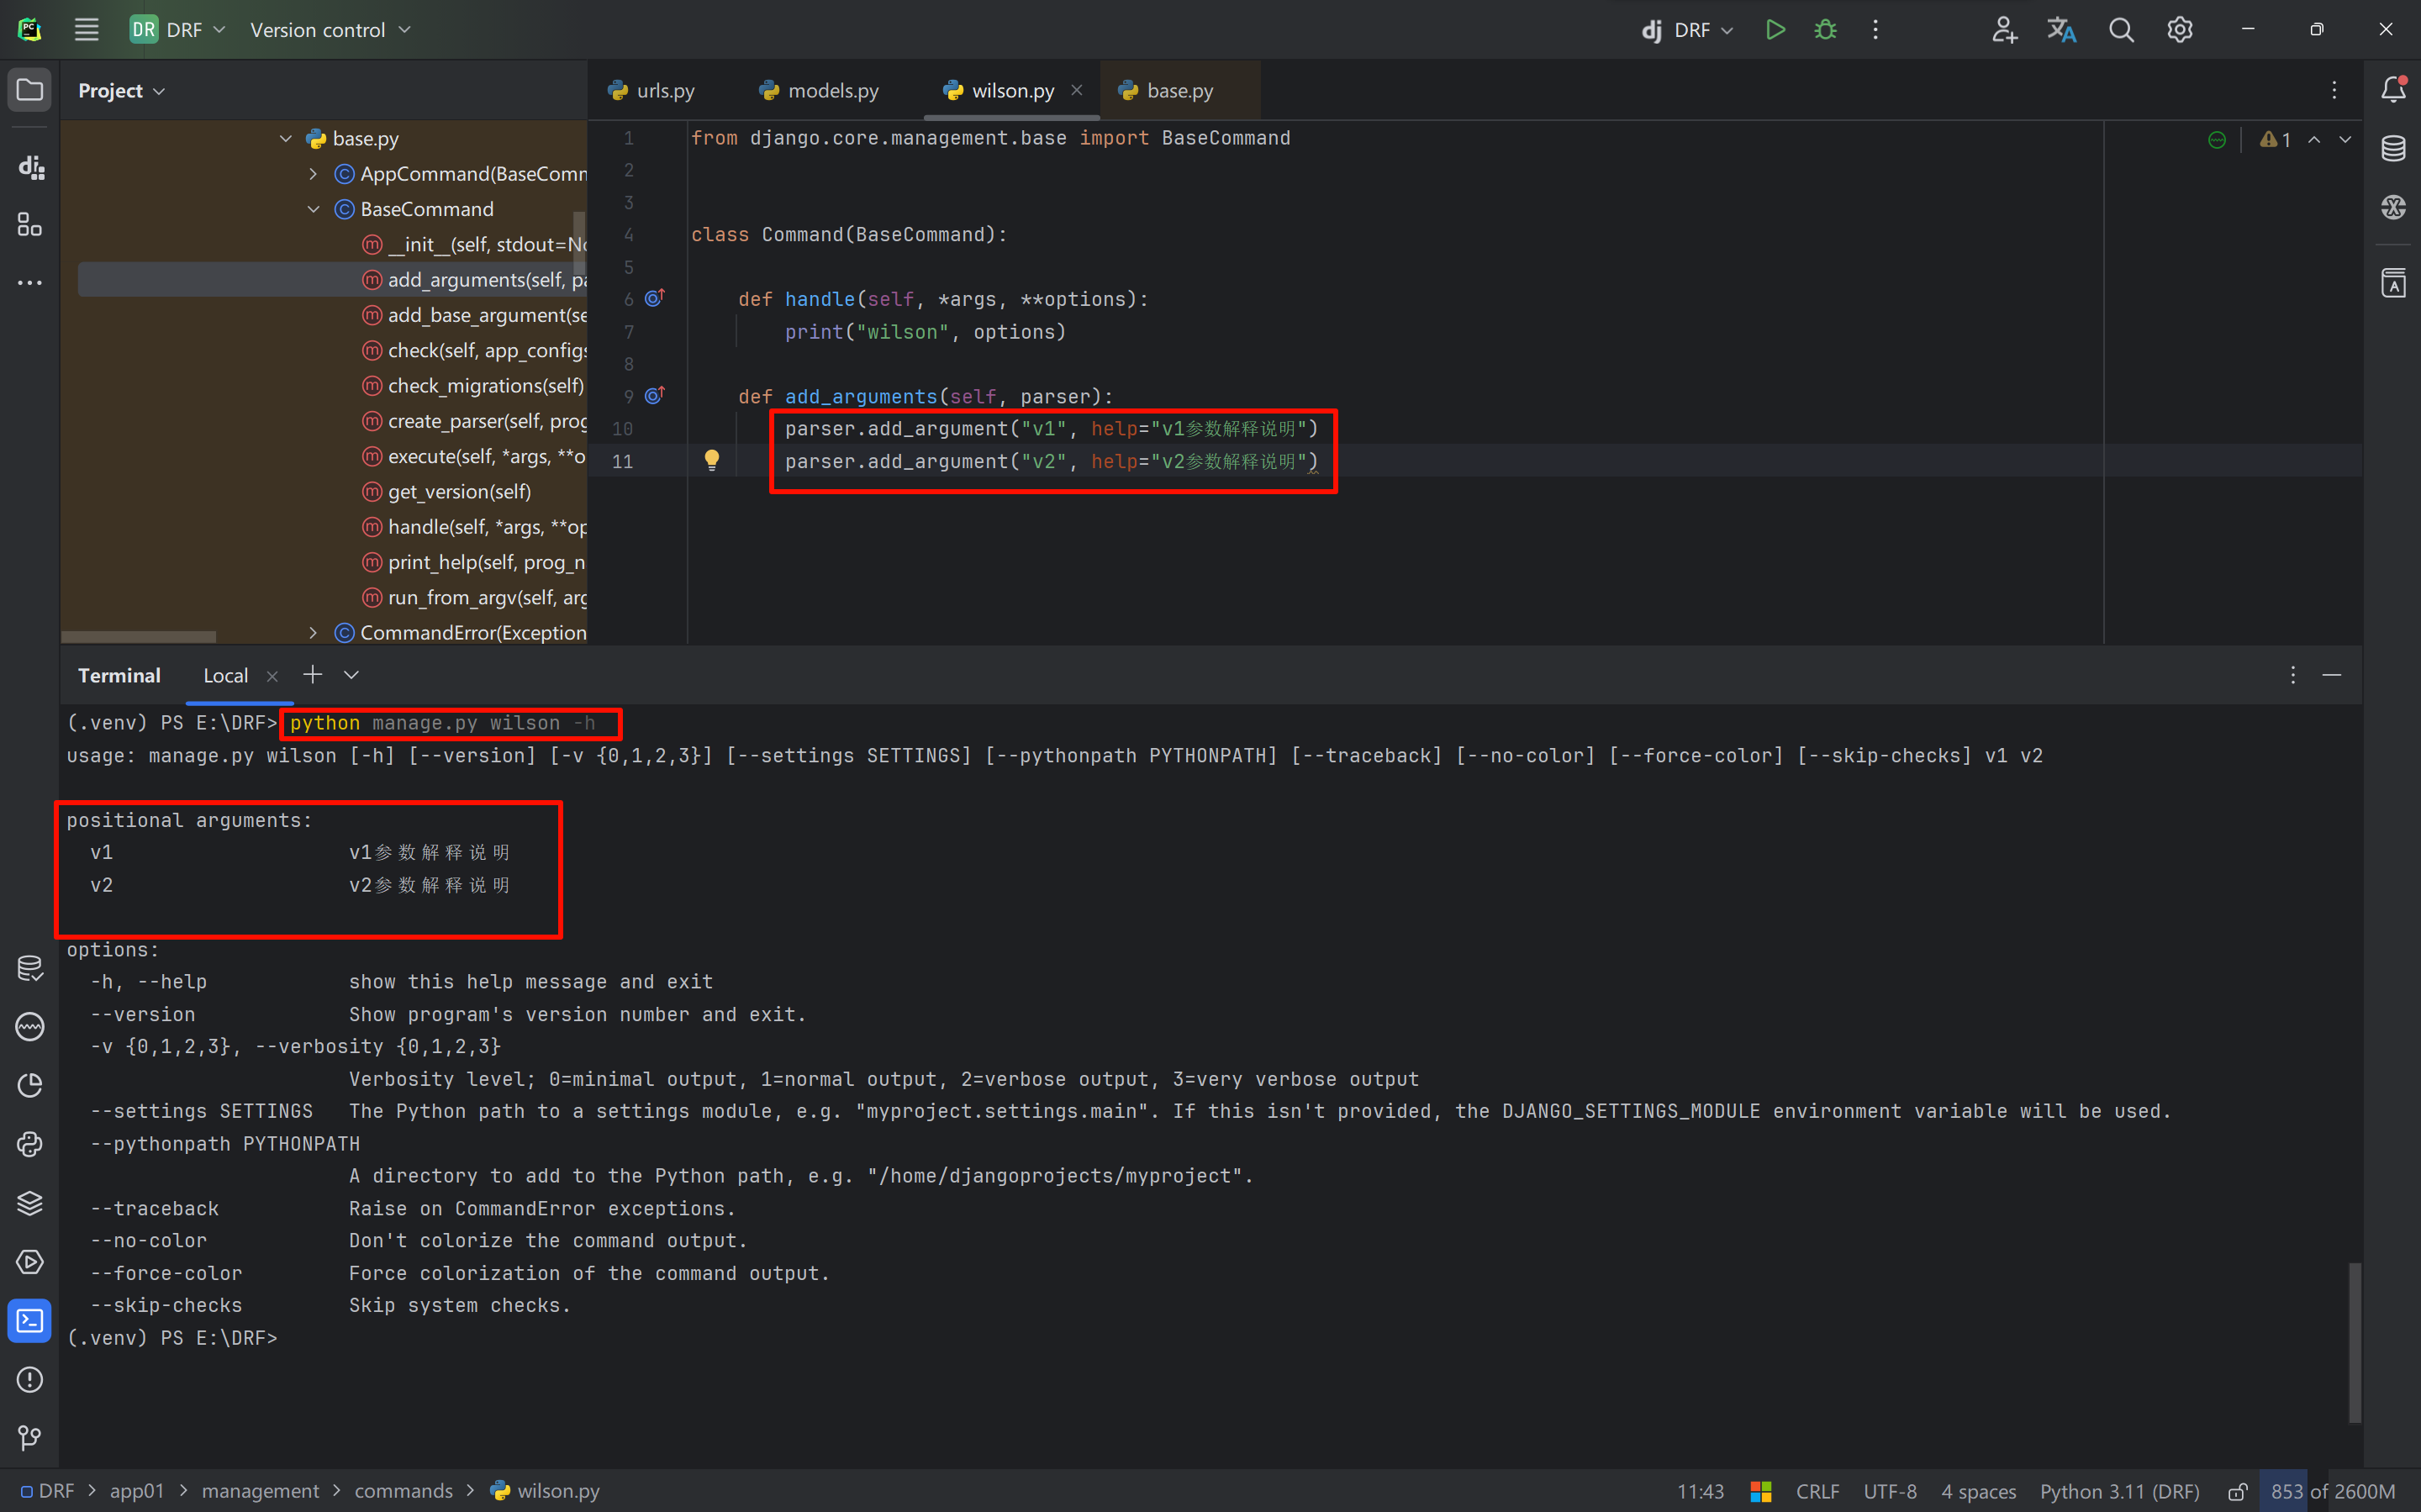 DR DRF Version control DRF
Project
urls.py models.py wilson.py base.py
base.py
AppCommand(BaseComm
BaseCommand
__init__(self, stdout=No
add_arguments(self, pa
add_base_argument(se
check(self, app_configs
check_migrations(self)
create_parser(self, prog
execute(self, *args, **o
get_version(self)
handle(self, *args, **op
print_help(self, prog_n
run_from_argv(self, arg
CommandError(Exception
1 from django.core.management.base import BaseCommand
2
3
4 class Command(BaseCommand):
5
6 def handle(self, *args, **options):
7 print("wilson", options)
8
9 def add_arguments(self, parser):
10 parser.add_argument("v1", help="v1参数解释说明")
11 parser.add_argument("v2", help="v2参数解释说明")
1
Terminal Local
(.venv) PS E:\DRF> python manage.py wilson -h
usage: manage.py wilson [-h] [--version] [-v {0,1,2,3}] [--settings SETTINGS] [--pythonpath PYTHONPATH] [--traceback] [--no-color] [--force-color] [--skip-checks] v1 v2
positional arguments:
v1 v1参数解释说明
v2 v2参数解释说明
options:
-h, --help show this help message and exit
--version Show program's version number and exit.
-v {0,1,2,3}, --verbosity {0,1,2,3}
Verbosity level; 0=minimal output, 1=normal output, 2=verbose output, 3=very verbose output
--settings SETTINGS The Python path to a settings module, e.g. "myproject.settings.main". If this isn't provided, the DJANGO_SETTINGS_MODULE environment variable will be used.
--pythonpath PYTHONPATH
A directory to add to the Python path, e.g. "/home/djangoprojects/myproject".
--traceback Raise on CommandError exceptions.
--no-color Don't colorize the command output.
--force-color Force colorization of the command output.
--skip-checks Skip system checks.
(.venv) PS E:\DRF>
DRF > app01 > management > commands > wilson.py 11:43 CRLF UTF-8 4 spaces Python 3.11 (DRF) 853 of 2600M